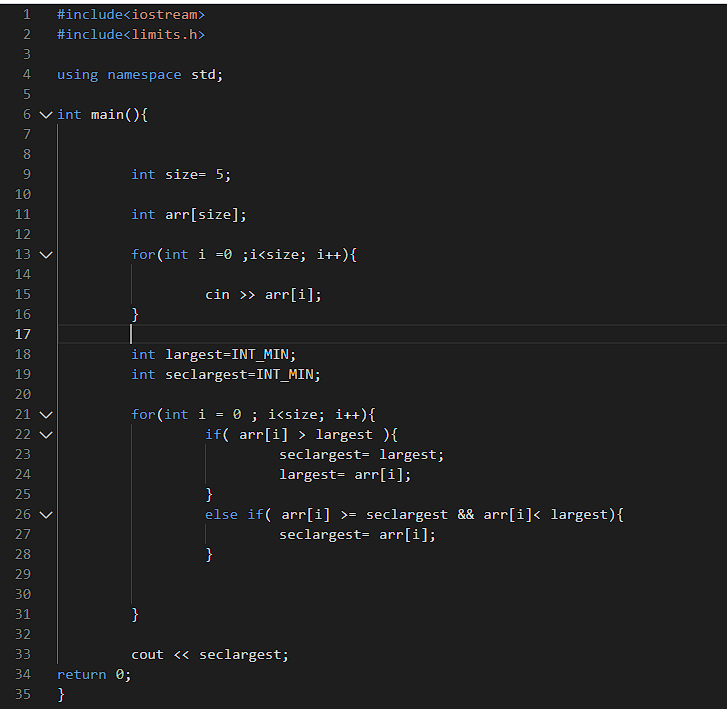 1 #include<iostream>
2 #include<limits.h>
3
4 using namespace std;
5
6 int main(){
7
8
9 int size= 5;
10
11 int arr[size];
12
13 for(int i =0 ;i<size; i++){
14
15 cin >> arr[i];
16 }
17
18 int largest=INT_MIN;
19 int seclargest=INT_MIN;
20
21 for(int i = 0 ; i<size; i++){
22 if( arr[i] > largest ){
23 seclargest= largest;
24 largest= arr[i];
25 }
26 else if( arr[i] >= seclargest && arr[i]< largest){
27 seclargest= arr[i];
28 }
29
30
31 }
32
33 cout << seclargest;
34 return 0;
35 }